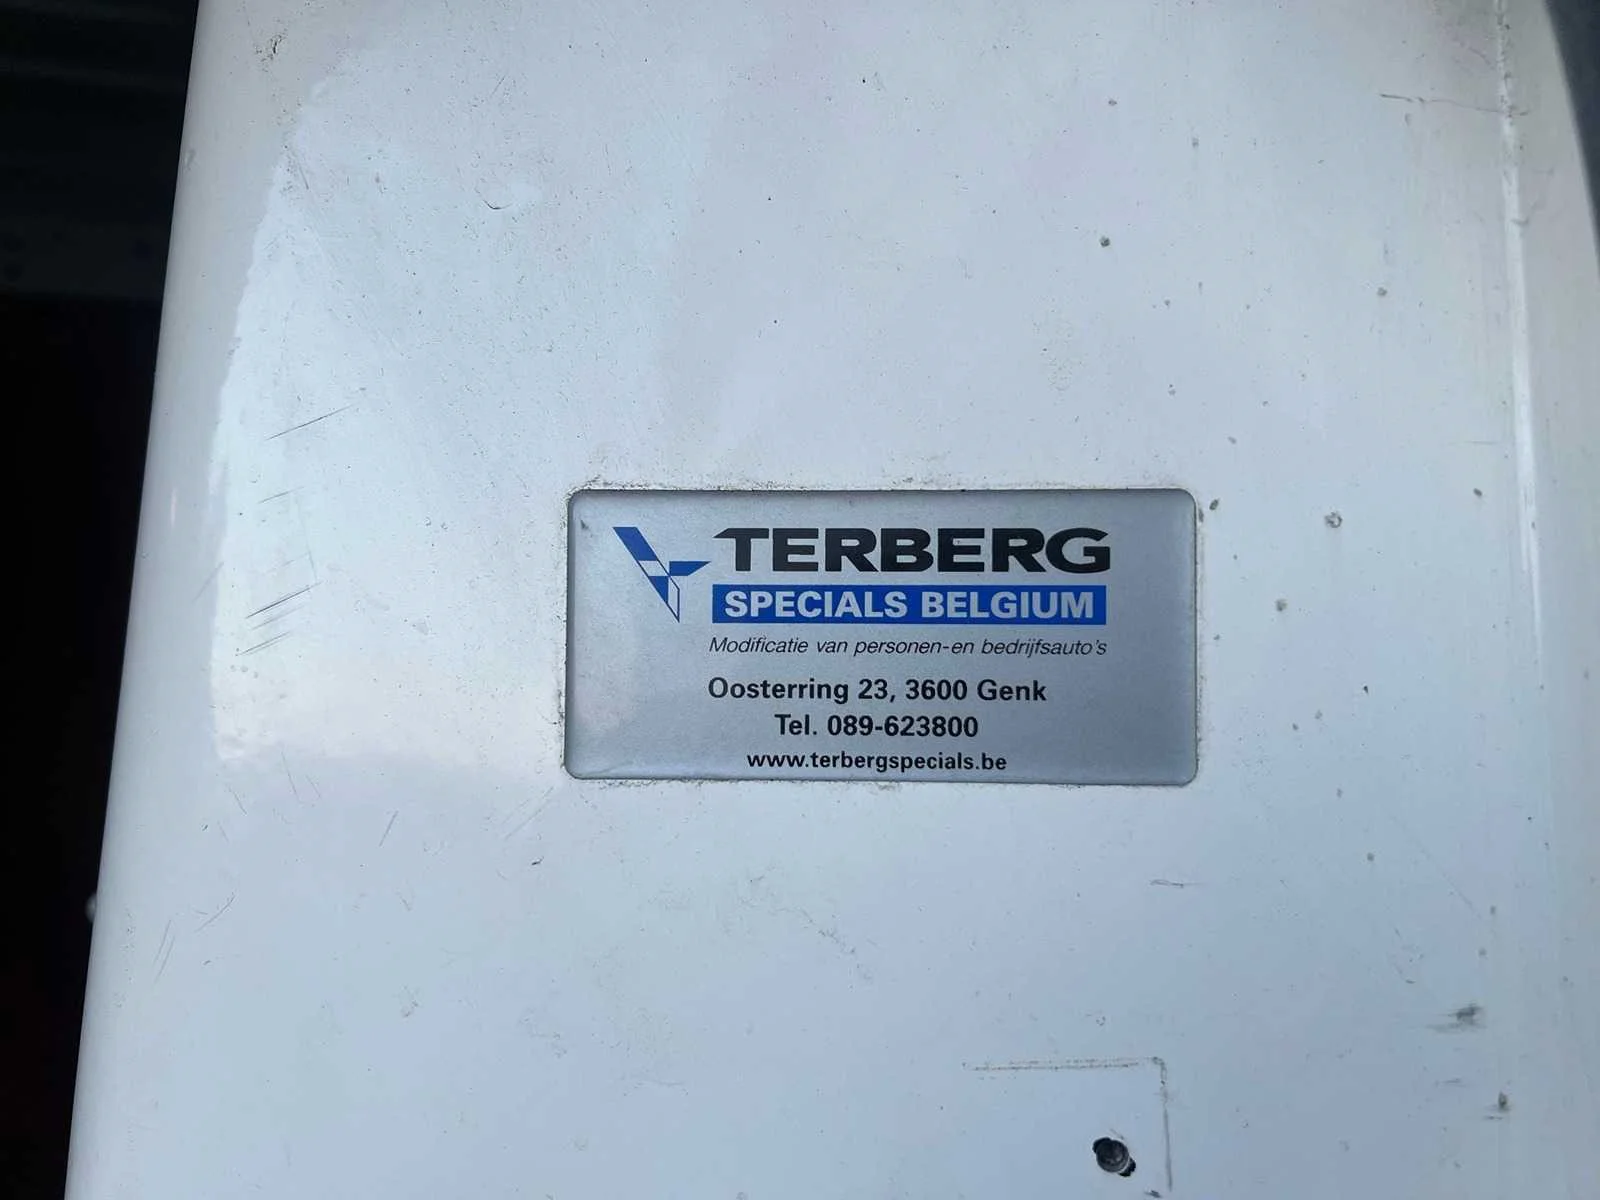 TERBERG
SPECIALS BELGIUM
Modificatie van personen-en bedrijfsauto's
Oosterring 23, 3600 Genk
Tel. 089-623800
www.terbergspecials.be